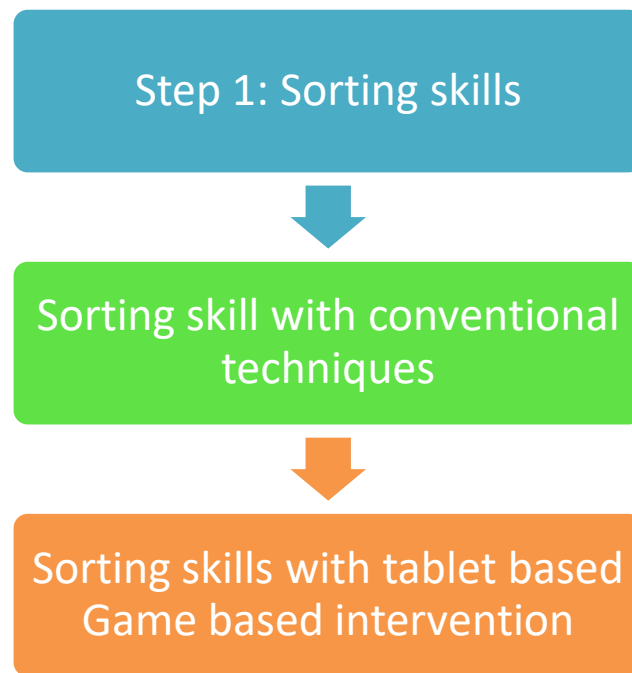 Step 1: Sorting skills
Sorting skill with conventional
techniques
Sorting skills with tablet based
Game based intervention